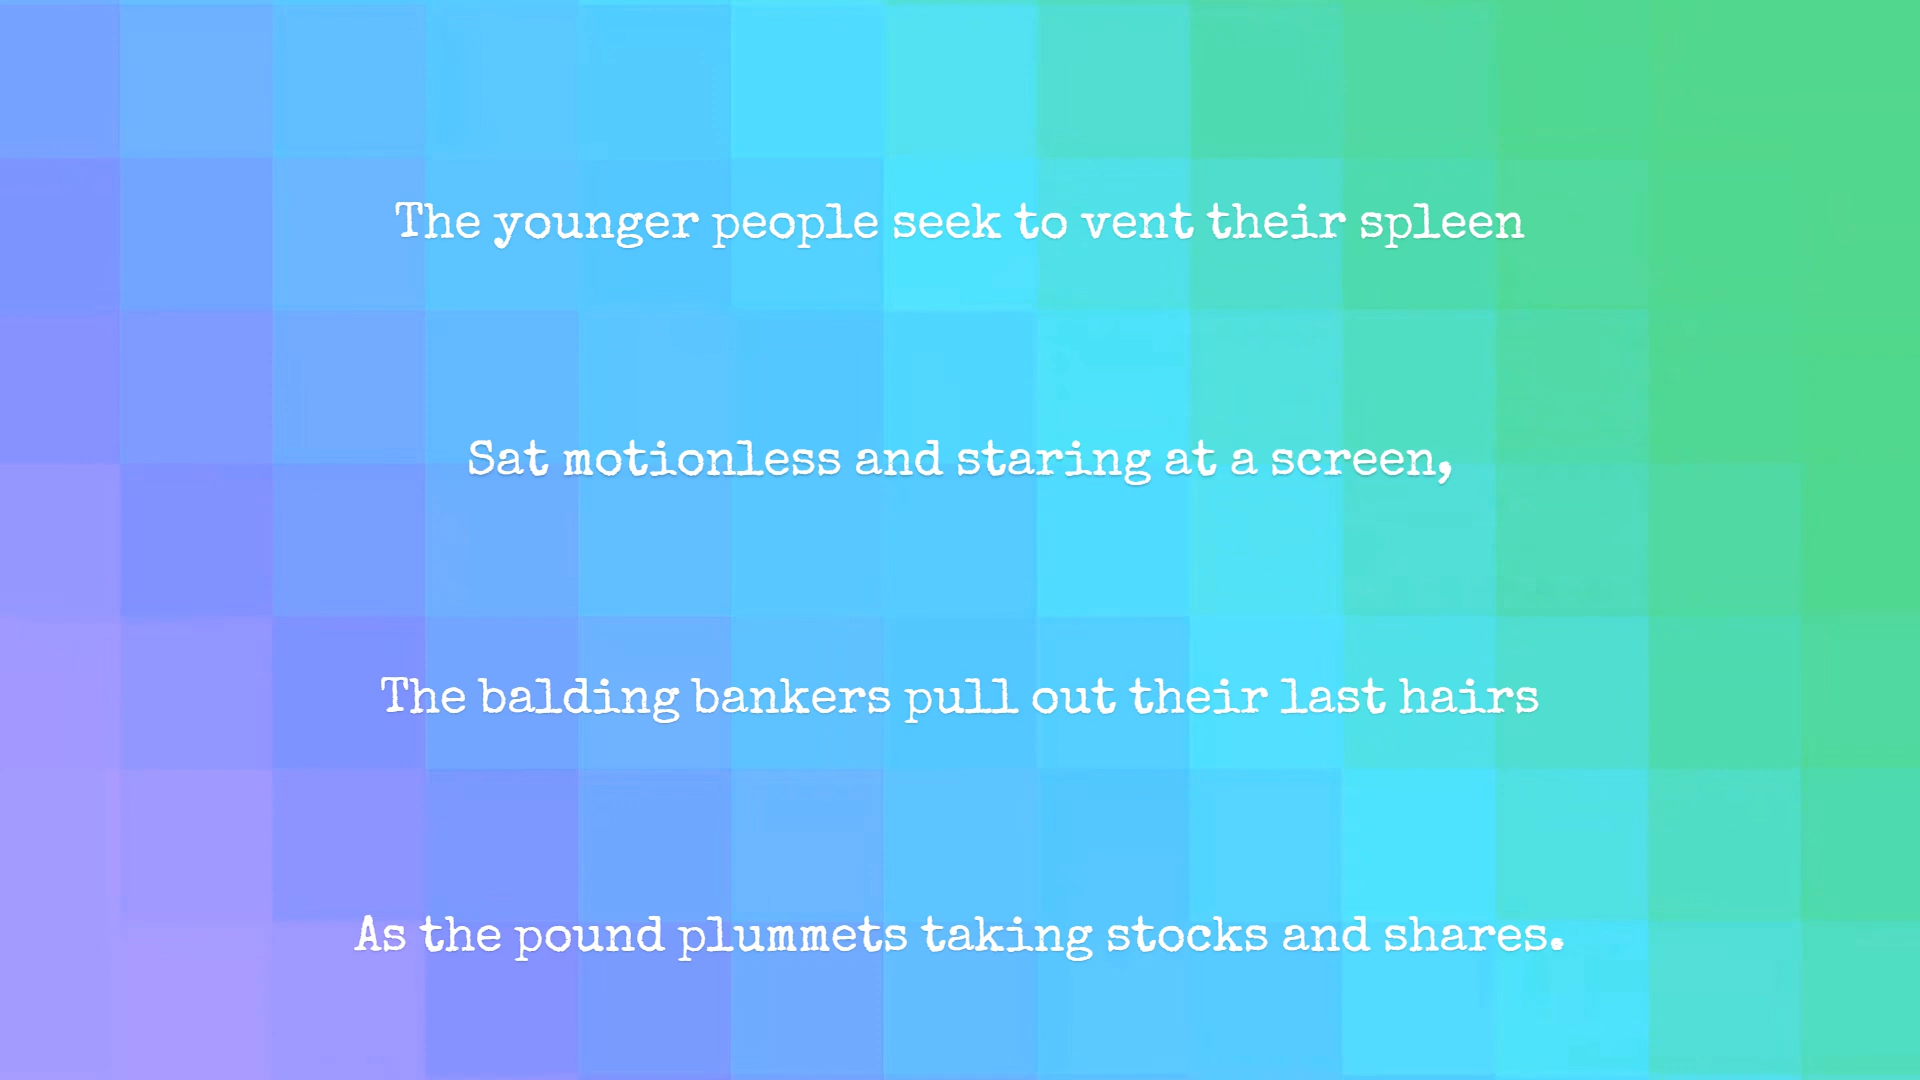 The younger people seek to vent their spleen
Sat motionless and staring at a screen,
The balding bankers pull out their last hairs
As the pound plummets taking stocks and shares.